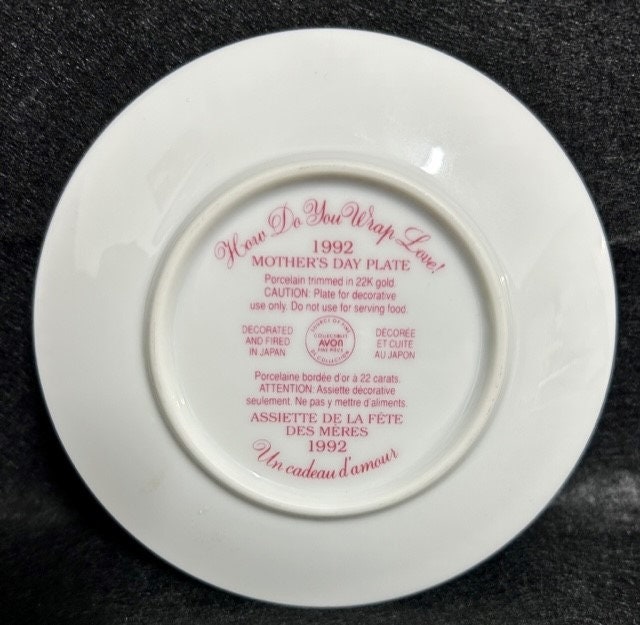 How Do You Wrap Love!
1992
MOTHER'S DAY PLATE
Porcelain trimmed in 22K gold.
CAUTION: Plate for decorative
use only. Do not use for serving food.
DECORATED
AND FIRED
IN JAPAN
COLLECTIBLE
AVON
DÉCORÉE
ET CUITE
AU JAPON
Porcelaine bordée d'or à 22 carats.
ATTENTION: Assiette décorative
seulement. Ne pas y mettre d'aliments.
ASSIETTE DE LA FÊTE
DES MÈRES
1992
Un cadeau d'amour